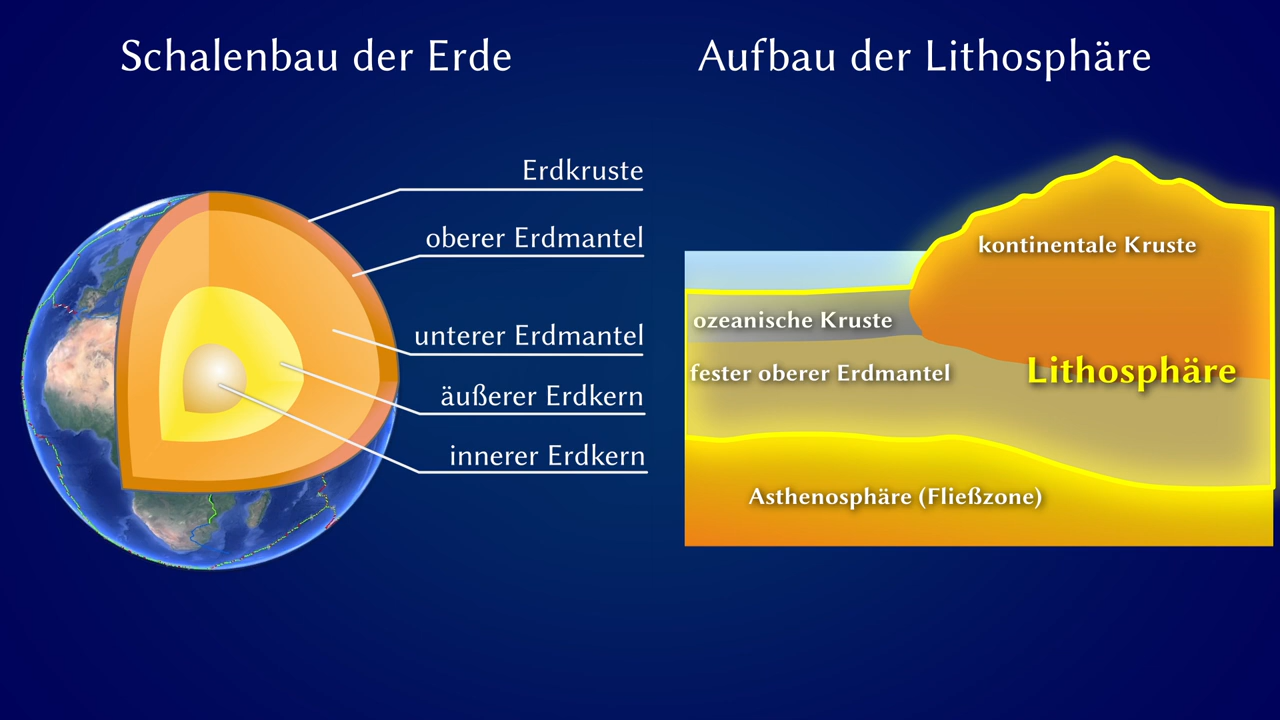 Schalenbau der Erde
Erdkruste
oberer Erdmantel
unterer Erdmantel
äußerer Erdkern
innerer Erdkern
Aufbau der Lithosphäre
kontinentale Kruste
ozeanische Kruste
fester oberer Erdmantel
Lithosphäre
Asthenosphäre (Fließzone)